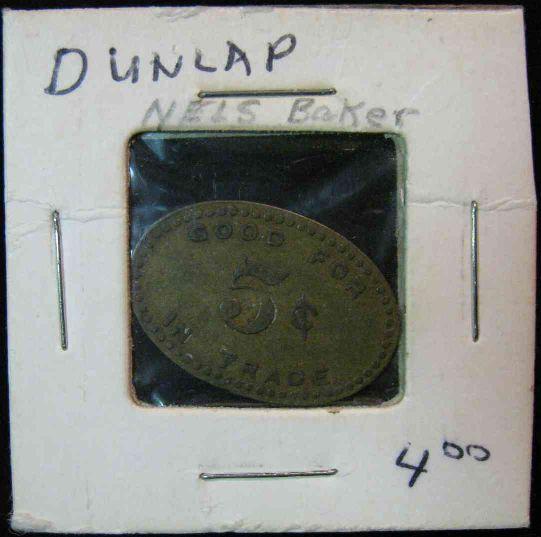 DUNLAP
NELS Baker
GOOD FOR
5 ¢
IN TRADE
4 00